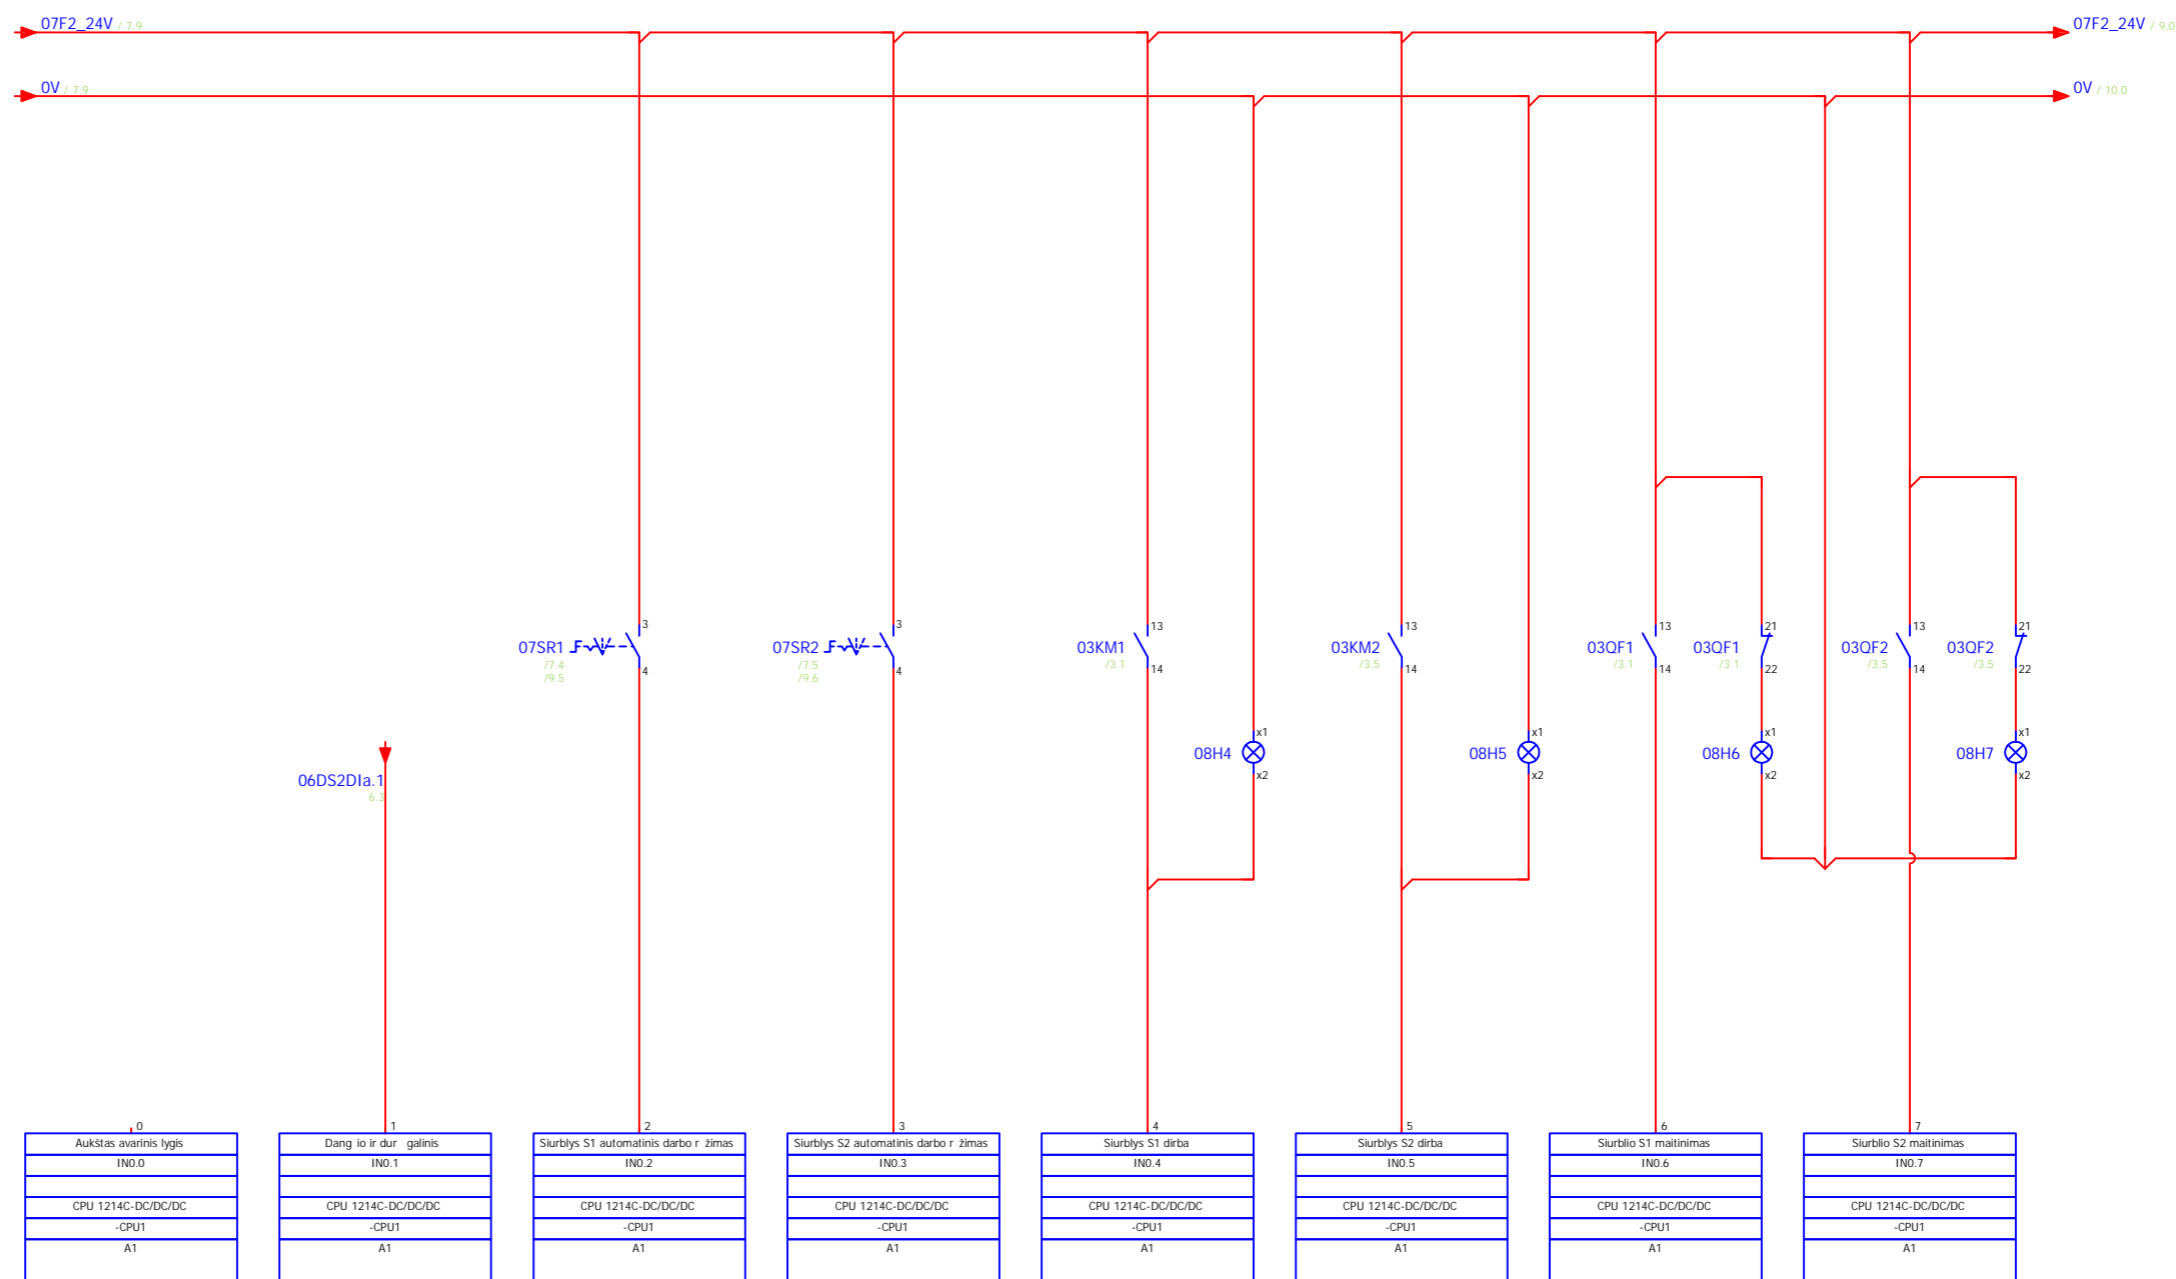 07F2_24V / 7.9
07F2_24V / 9.0
0V / 7.9
0V / 10.0
3
3
13
13
13
21
13
21
07SR1
07SR2
03KM1
03KM2
03QF1
03QF1
03QF2
03QF2
/7.4
/7.5
/3.1
/3.5
/3.1
/3.1
/3.5
/3.5
/9.5
/9.6
4
4
14
14
14
22
14
22
x1
x1
x1
x1
08H4
08H5
08H6
08H7
x2
x2
x2
x2
06DS2DIa.1
6.3
0
1
2
3
4
5
6
7
Aukštas avarinis lygis
Dang io ir dur galinis
Siurblys S1 automatinis darbo r žimas
Siurblys S2 automatinis darbo r žimas
Siurblys S1 dirba
Siurblys S2 dirba
Siurblio S1 maitinimas
Siurblio S2 maitinimas
IN0.0
IN0.1
IN0.2
IN0.3
IN0.4
IN0.5
IN0.6
IN0.7
CPU 1214C-DC/DC/DC
CPU 1214C-DC/DC/DC
CPU 1214C-DC/DC/DC
CPU 1214C-DC/DC/DC
CPU 1214C-DC/DC/DC
CPU 1214C-DC/DC/DC
CPU 1214C-DC/DC/DC
CPU 1214C-DC/DC/DC
-CPU1
-CPU1
-CPU1
-CPU1
-CPU1
-CPU1
-CPU1
-CPU1
A1
A1
A1
A1
A1
A1
A1
A1